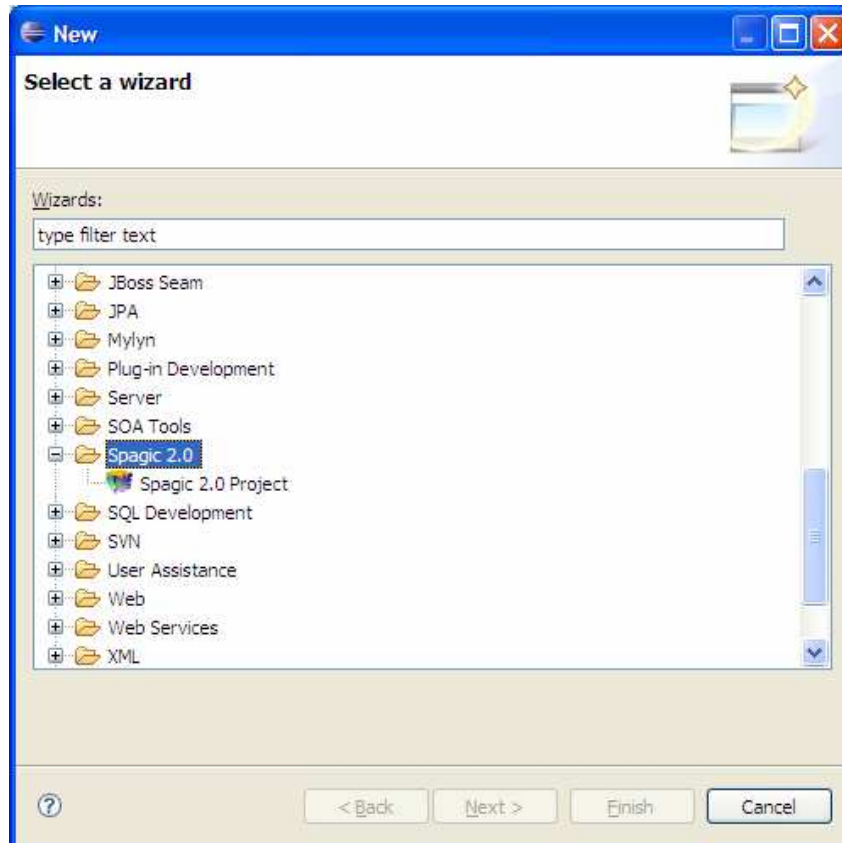 New
Select a wizard
Wizards:
type filter text
JBoss Seam
JPA
Mylyn
Plug-in Development
Server
SOA Tools
Spagic 2.0
Spagic 2.0 Project
SQL Development
SVN
User Assistance
Web
Web Services
XML
? < Back Next > Finish Cancel